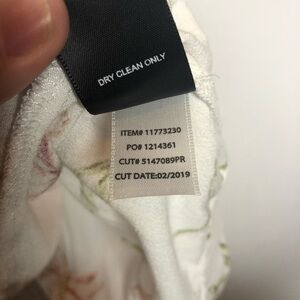 DRY CLEAN ONLY
ITEM# 11773230
PO# 1214361
CUT# 5147089PR
CUT DATE:02/2019